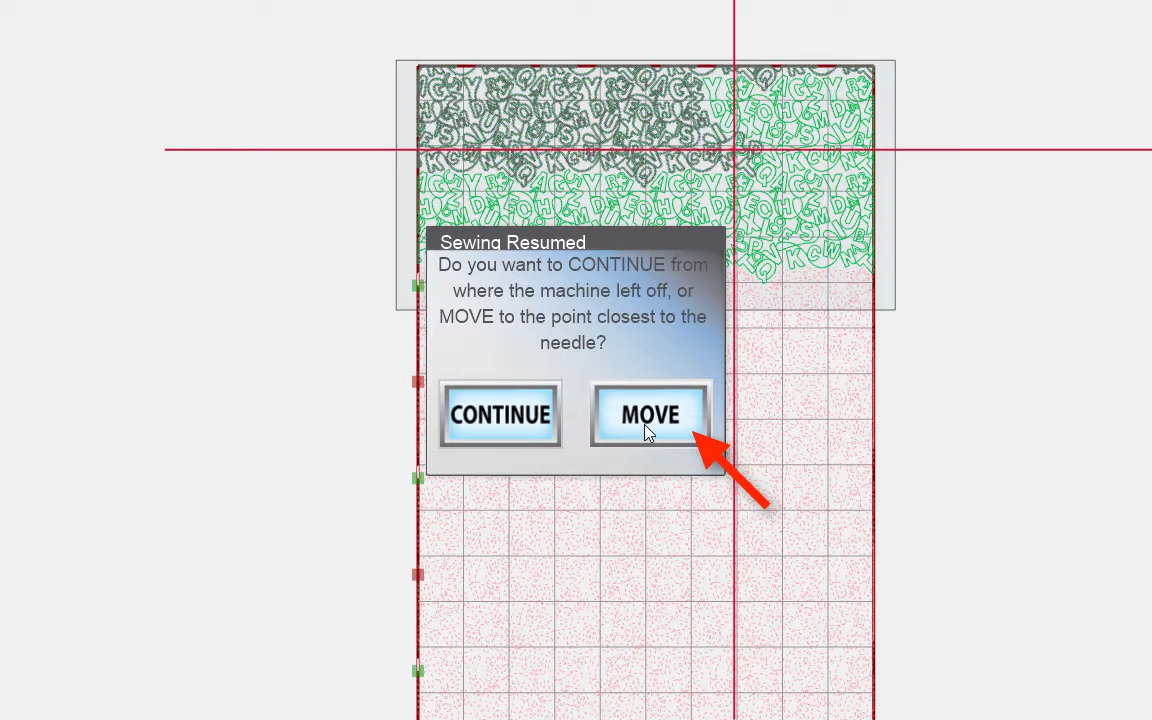 Sewing Resumed
Do you want to CONTINUE from
where the machine left off, or
MOVE to the point closest to the
needle?
CONTINUE
MOVE